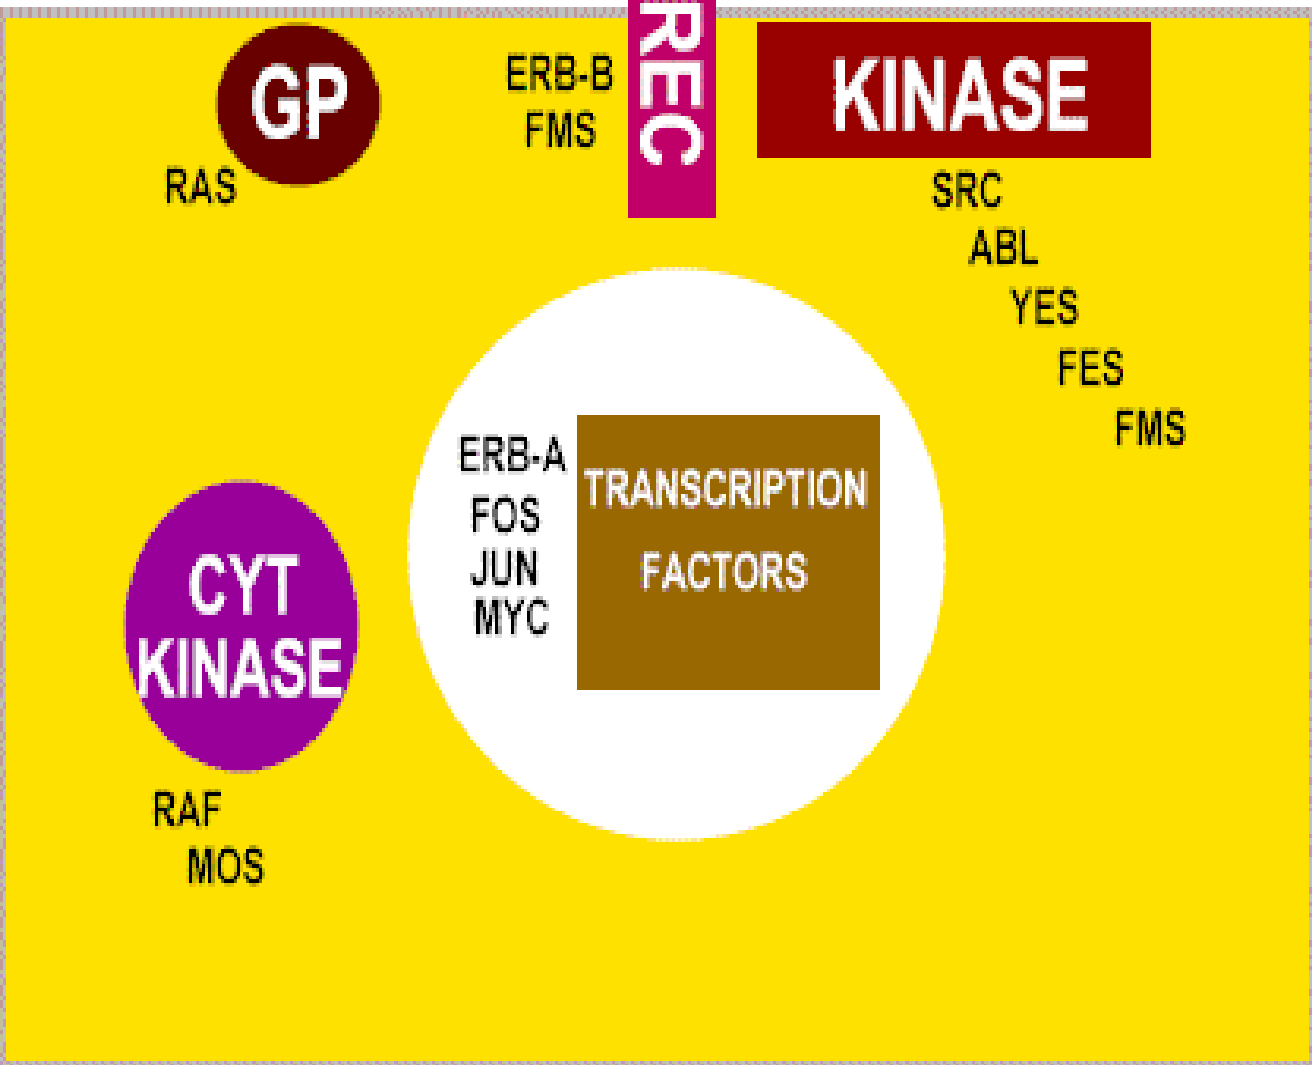 GP
RAS
ERB-B
FMS
REC
KINASE
SRC
ABL
YES
FES
FMS
ERB-A
FOS
JUN
MYC
TRANSCRIPTION
FACTORS
CYT
KINASE
RAF
MOS